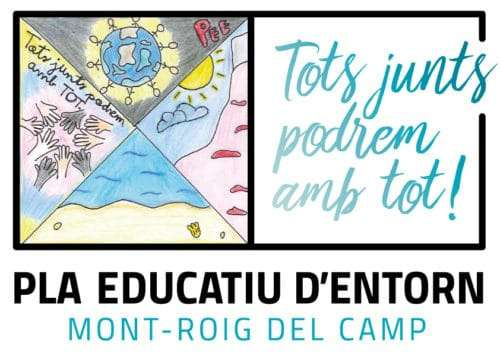 Tots junts podrem
amb TOT
PEE
Tots junts
podrem
amb tot!
PLA EDUCATIU D'ENTORN
MONT-ROIG DEL CAMP